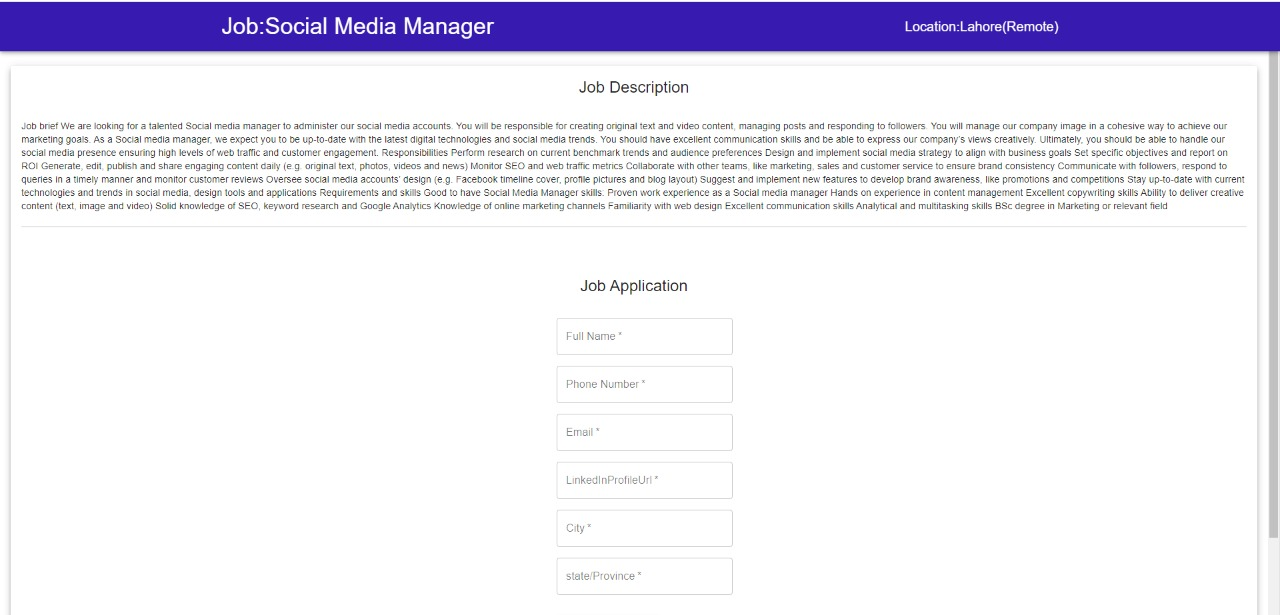 Job:Social Media Manager
Location:Lahore(Remote)
Job Description
Job brief We are looking for a talented Social media manager to administer our social media accounts. You will be responsible for creating original text and video content, managing posts and responding to followers. You will manage our company image in a cohesive way to achieve our
marketing goals. As a Social media manager, we expect you to be up-to-date with the latest digital technologies and social media trends. You should have excellent communication skills and be able to express our company's views creatively. Ultimately, you should be able to handle our
social media presence ensuring high levels of web traffic and customer engagement. Responsibilities Perform research on current benchmark trends and audience preferences Design and implement social media strategy to align with business goals Set specific objectives and report on
ROI Generate, edit, publish and share engaging content daily (e.g. original text, photos, videos and news) Monitor SEO and web traffic metrics Collaborate with other teams, like marketing, sales and customer service to ensure brand consistency Communicate with followers, respond to
queries in a timely manner and monitor customer reviews Oversee social media accounts' design (e.g. Facebook timeline cover, profile pictures and blog layout) Suggest and implement new features to develop brand awareness, like promotions and competitions Stay up-to-date with current
technologies and trends in social media, design tools and applications Requirements and skills Good to have Social Media Manager skills. Proven work experience as a Social media manager Hands on experience in content management Excellent copywriting skills Ability to deliver creative
content (text, image and video) Solid knowledge of SEO, keyword research and Google Analytics Knowledge of online marketing channels Familiarity with web design Excellent communication skills Analytical and multitasking skills BSc degree in Marketing or relevant field
Job Application
Full Name *
Phone Number *
Email *
LinkedInProfileUrl *
City *
state/Province *